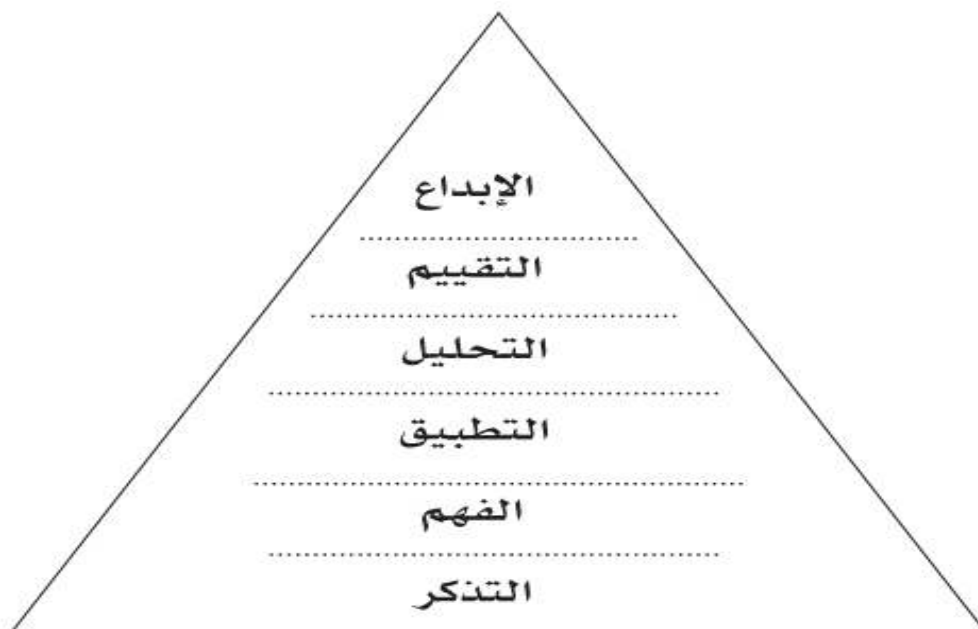 الإبداع
التقييم
التحليل
التطبيق
الفهم
التذكر